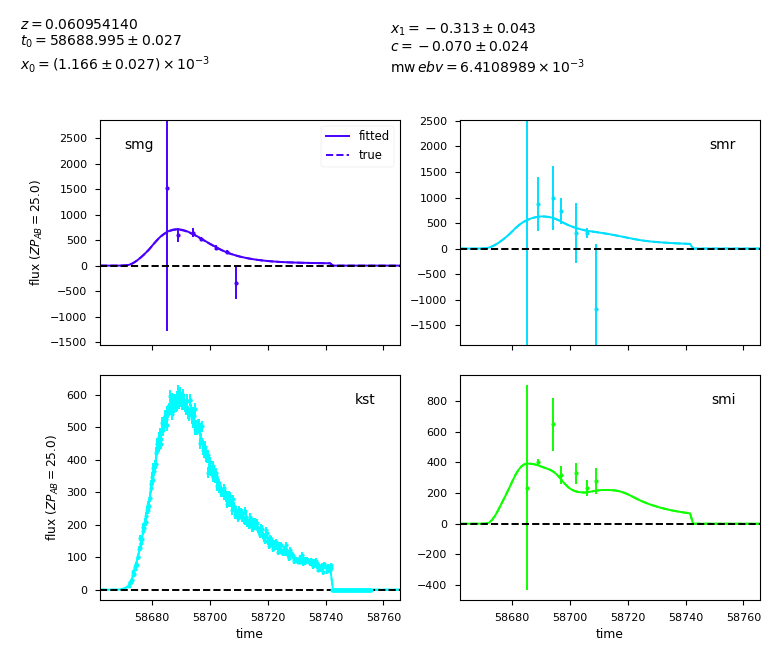 z = 0.060954140
t₀ = 58688.995 ± 0.027
x₀ = (1.166 ± 0.027) × 10⁻³
x₁ = −0.313 ± 0.043
c = −0.070 ± 0.024
mw ebv = 6.4108989 × 10⁻³
smg
fitted
true
2500
2000
1500
1000
500
0
−500
−1000
−1500
flux (ZP_AB = 25.0)
smr
2500
2000
1500
1000
500
0
−500
−1000
−1500
kst
600
500
400
300
200
100
0
flux (ZP_AB = 25.0)
58680 58700 58720 58740 58760
time
smi
800
600
400
200
0
−200
−400
58680 58700 58720 58740 58760
time